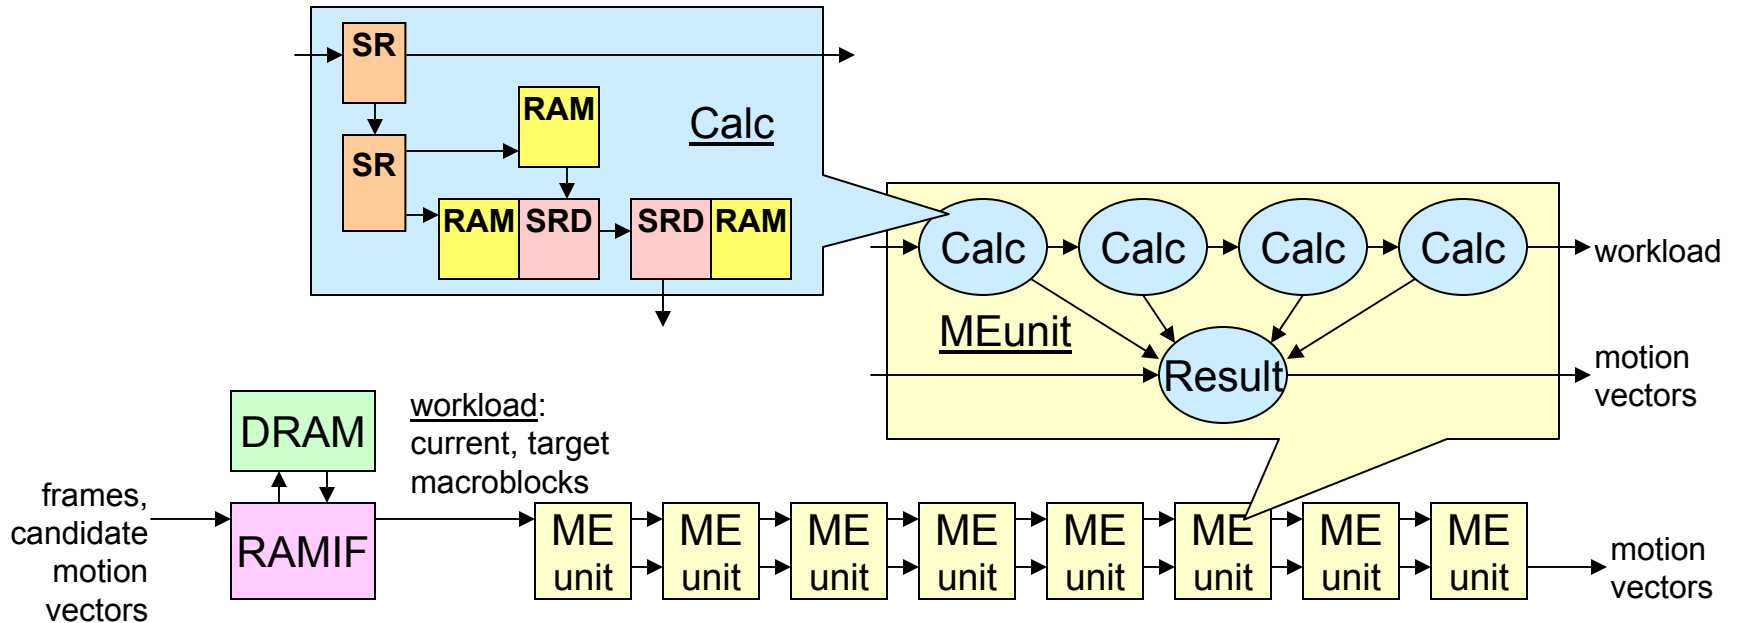 SR
RAM
Calc
SR
RAM SRD SRD RAM
Calc Calc Calc Calc
workload
MEunit
Result
motion
vectors
DRAM
workload:
current, target
macroblocks
frames,
candidate
motion
vectors
RAMIF
ME
unit
ME
unit
ME
unit
ME
unit
ME
unit
ME
unit
ME
unit
ME
unit
motion
vectors